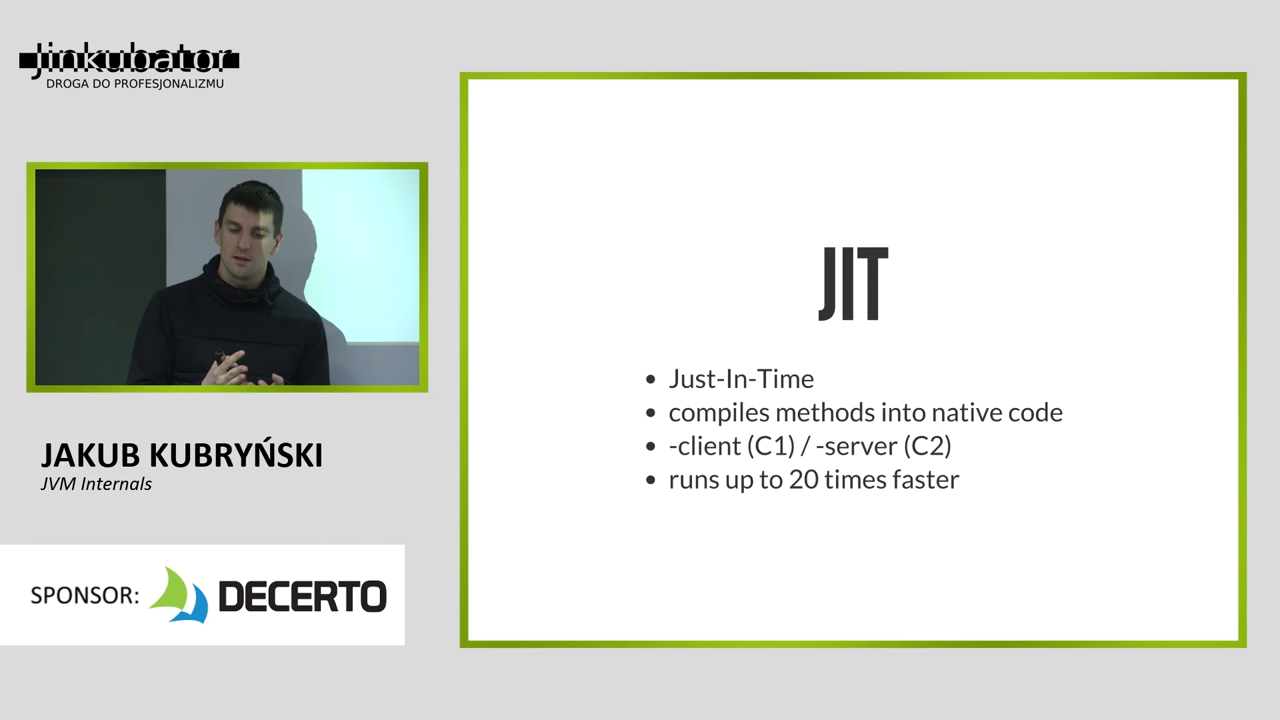 Jinkubator
DROGA DO PROFESJONALIZMU
JAKUB KUBRYŃSKI
JVM Internals
SPONSOR: DECERTO
JIT
• Just-In-Time
• compiles methods into native code
• -client (C1) / -server (C2)
• runs up to 20 times faster